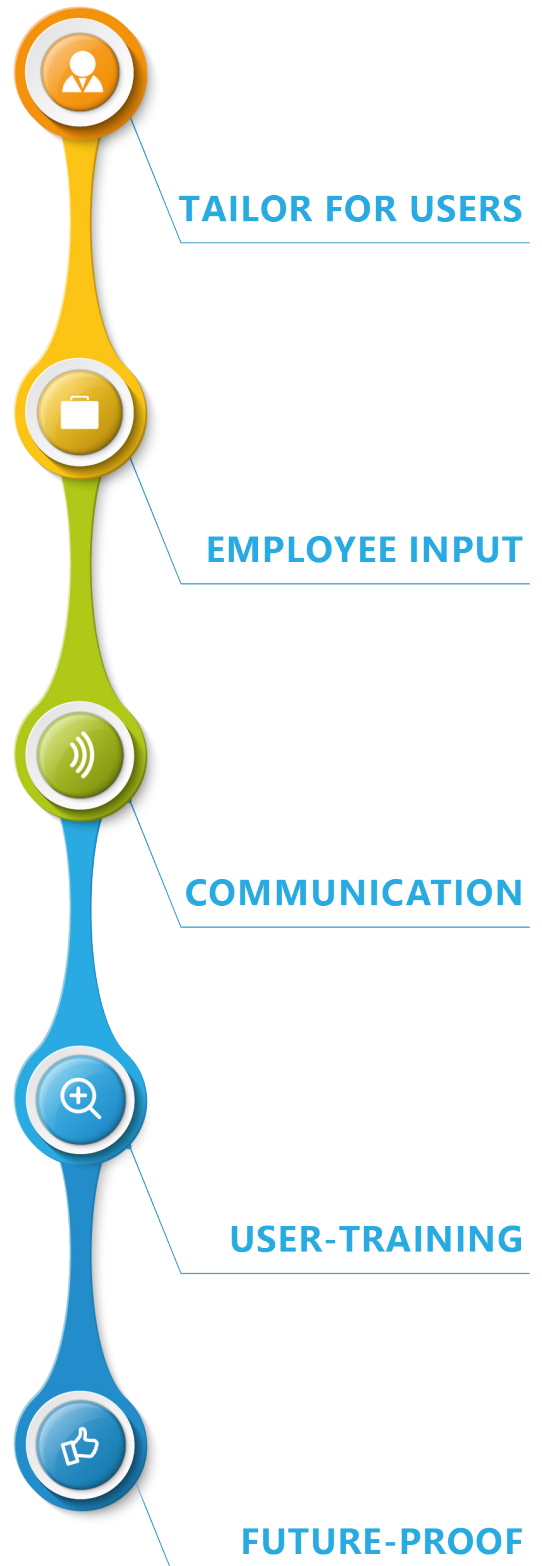 TAILOR FOR USERS
EMPLOYEE INPUT
COMMUNICATION
USER-TRAINING
FUTURE-PROOF